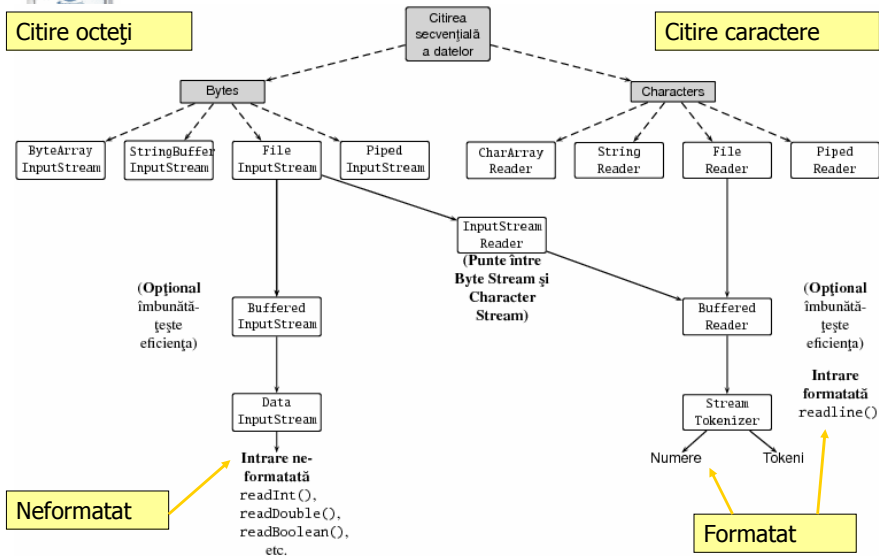 Citire octeţi
Citirea
secvenţială
a datelor
Citire caractere
Bytes
Characters
ByteArray
InputStream
StringBuffer
InputStream
File
InputStream
Piped
InputStream
CharArray
Reader
String
Reader
File
Reader
Piped
Reader
InputStream
Reader
(Punte între
Byte Stream şi
Character
Stream)
(Opţional
îmbunătă-
ţeşte
eficienţa)
Buffered
InputStream
Buffered
Reader
(Opţional
îmbunătă-
ţeşte
eficienţa)
Data
InputStream
Stream
Tokenizer
Intrare
formatată
readline()
Numere
Tokeni
Intrare ne-
formatată
readInt(),
readDouble(),
readBoolean(),
etc.
Neformatat
Formatat